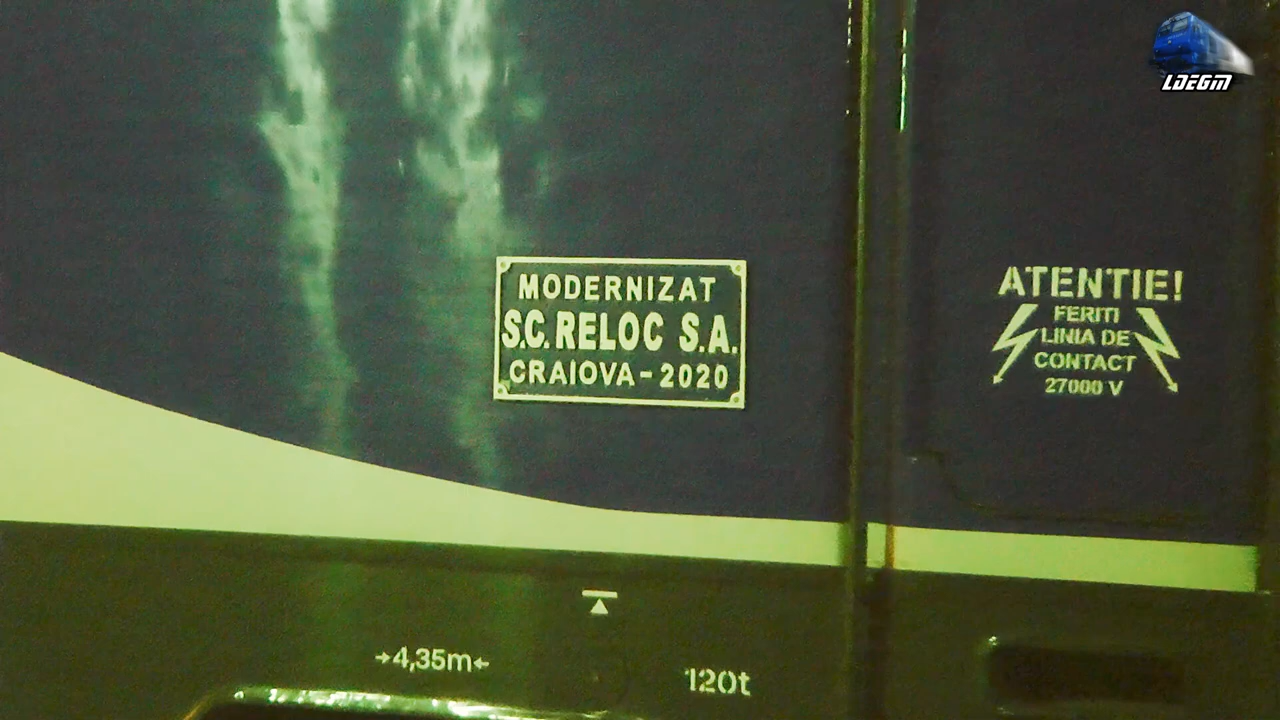 LDEGM
MODERNIZAT
S.C. RELOC S.A.
CRAIOVA - 2020
ATENTIE!
FERITI
LINIA DE
CONTACT
27000 V
→4,35m←
120t